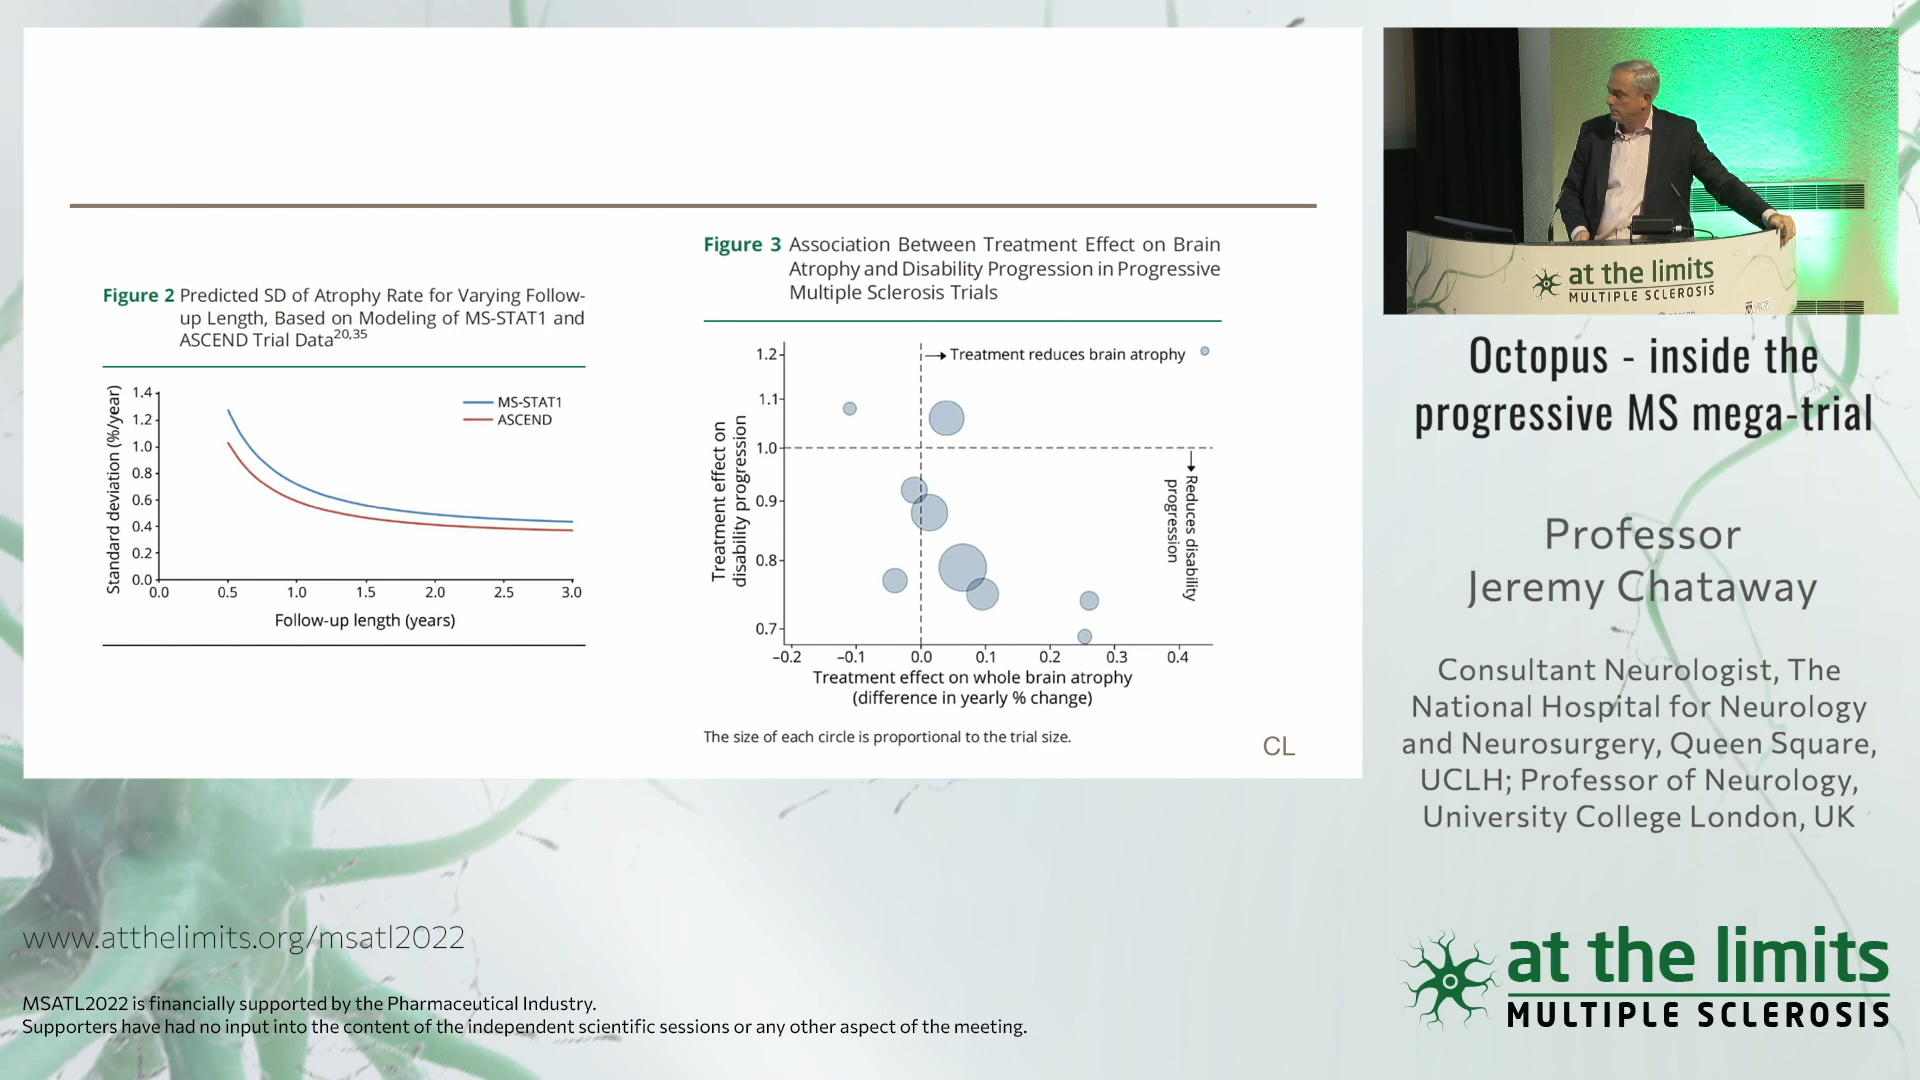 Figure 2 Predicted SD of Atrophy Rate for Varying Follow-
up Length, Based on Modeling of MS-STAT1 and
ASCEND Trial Data20,35
Standard deviation (%/year)
1.4
1.2
1.0
0.8
0.6
0.4
0.2
0.0
MS-STAT1
ASCEND
0.0 0.5 1.0 1.5 2.0 2.5 3.0
Follow-up length (years)
Figure 3 Association Between Treatment Effect on Brain
Atrophy and Disability Progression in Progressive
Multiple Sclerosis Trials
Treatment effect on
disability progression
1.2
1.1
1.0
0.9
0.8
0.7
→ Treatment reduces brain atrophy
→ Reduces disability
progression
−0.2 −0.1 0.0 0.1 0.2 0.3 0.4
Treatment effect on whole brain atrophy
(difference in yearly % change)
The size of each circle is proportional to the trial size.
CL
at the limits
MULTIPLE SCLEROSIS
Octopus - inside the
progressive MS mega-trial
Professor
Jeremy Chataway
Consultant Neurologist, The
National Hospital for Neurology
and Neurosurgery, Queen Square,
UCLH; Professor of Neurology,
University College London, UK
www.atthelimits.org/msatl2022
MSATL2022 is financially supported by the Pharmaceutical Industry.
Supporters have had no input into the content of the independent scientific sessions or any other aspect of the meeting.
at the limits
MULTIPLE SCLEROSIS